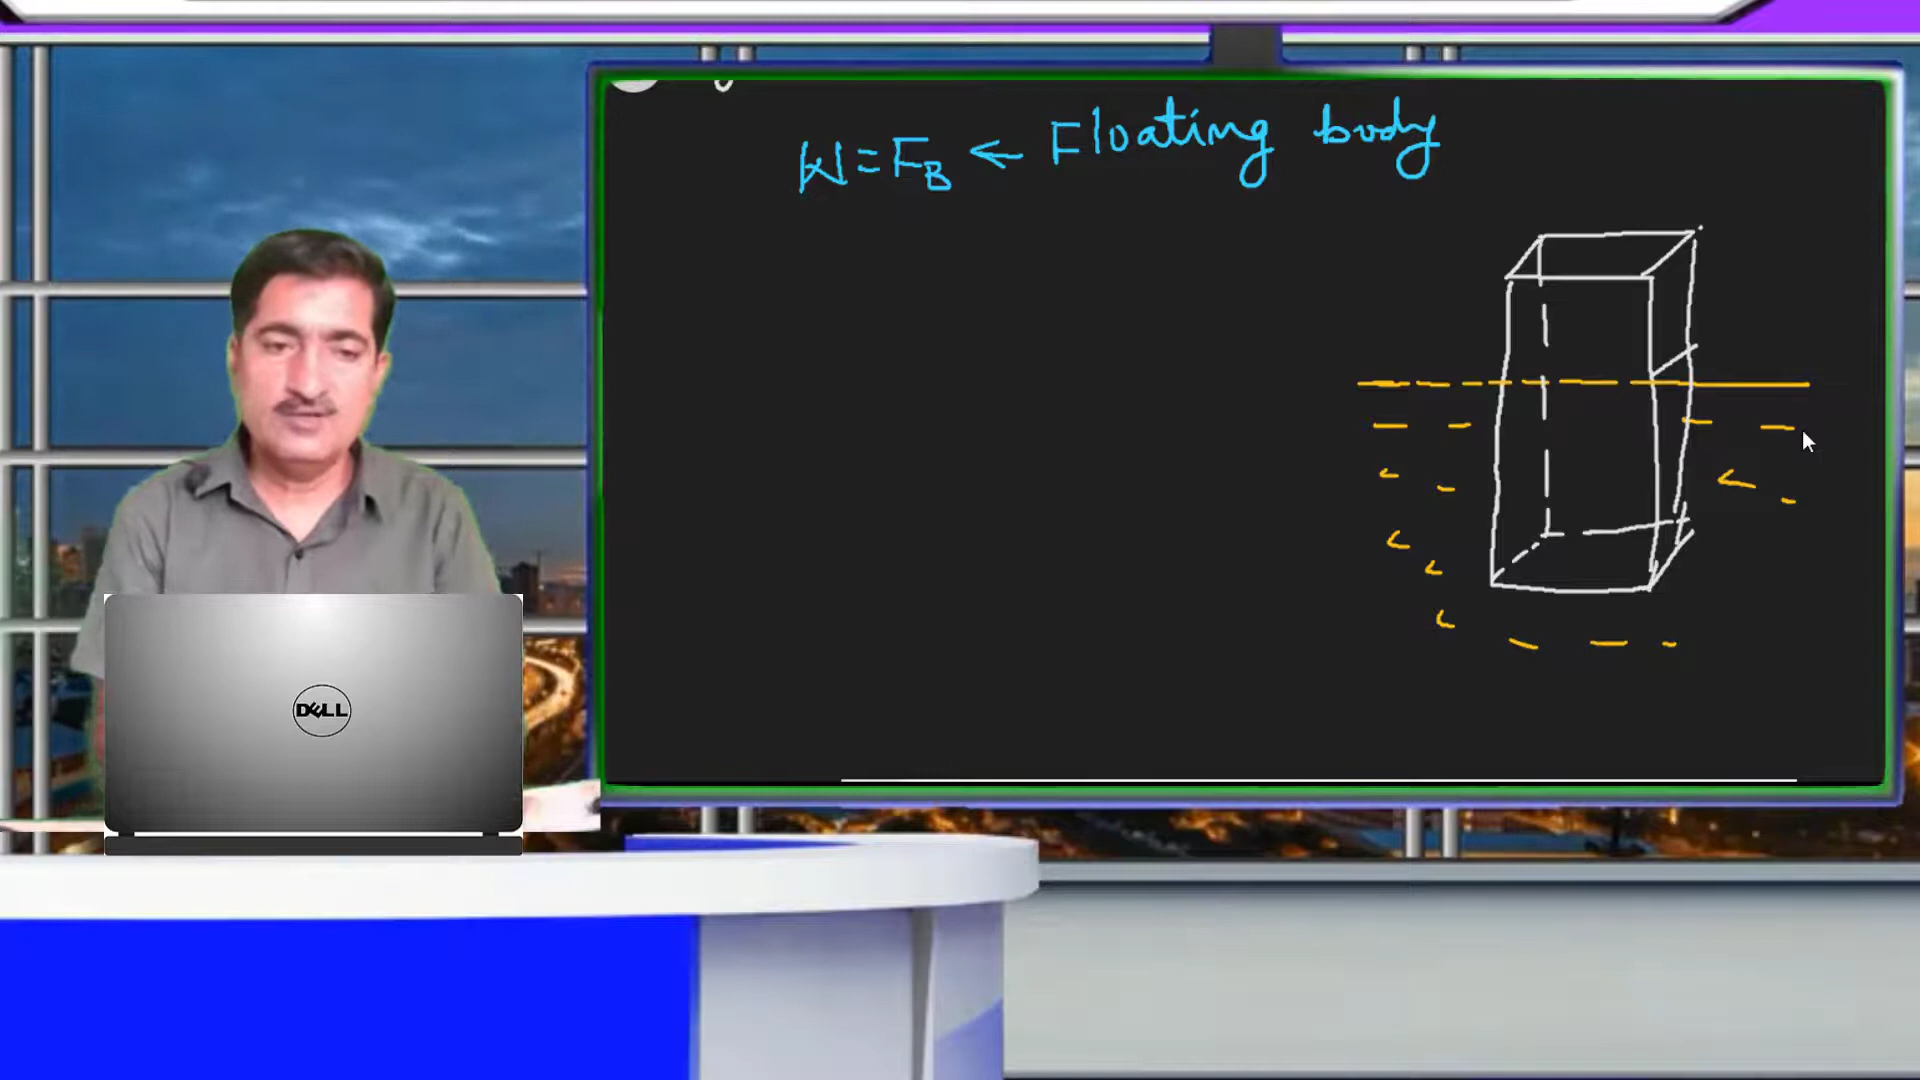 W = F_B ← Floating body
DELL